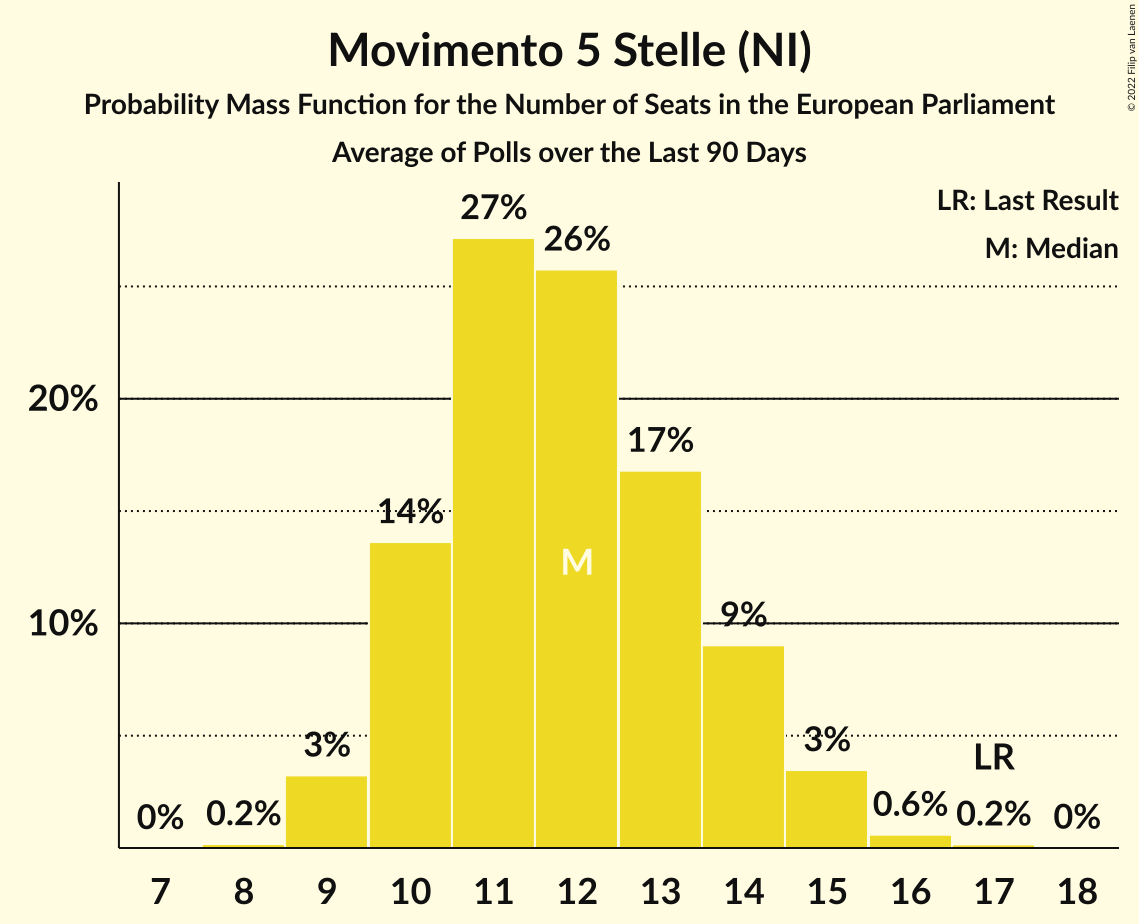 Movimento 5 Stelle (NI)
Probability Mass Function for the Number of Seats in the European Parliament
Average of Polls over the Last 90 Days
© 2022 Filip van Laenen
LR: Last Result
M: Median
27%
26%
20%
17%
14%
M
10%
9%
3%
3%
LR
0%
0.2%
0.6%
0.2%
0%
7 8 9 10 11 12 13 14 15 16 17 18